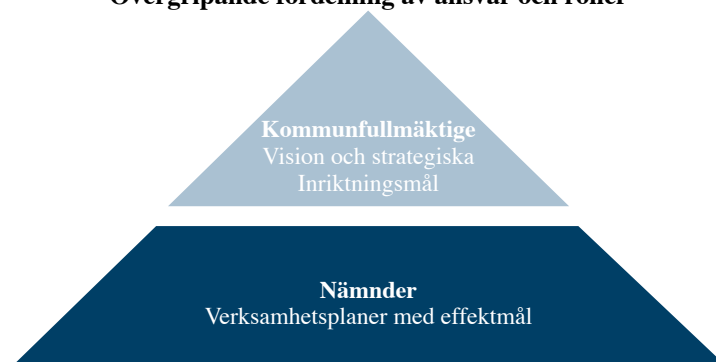 Övergripande fördelning av ansvar och roller
Kommunfullmäktige
Vision och strategiska
Inriktningsmål
Nämnder
Verksamhetsplaner med effektmål